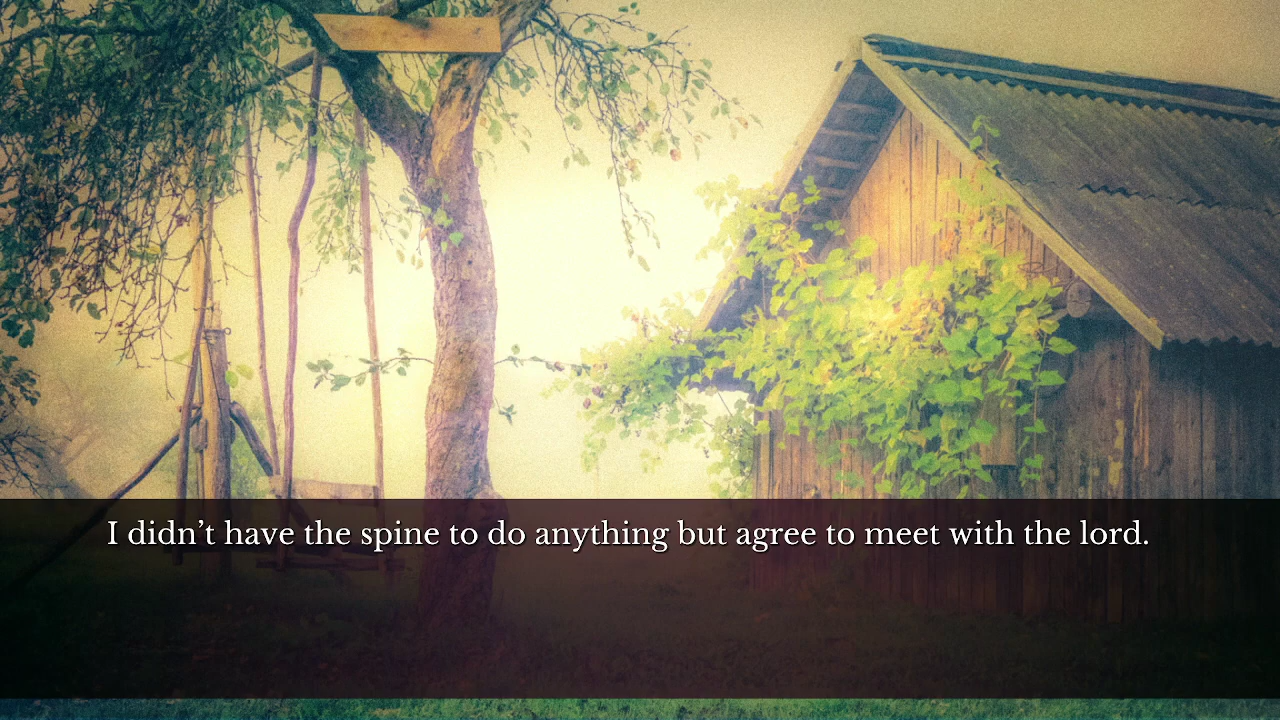 I didn’t have the spine to do anything but agree to meet with the lord.